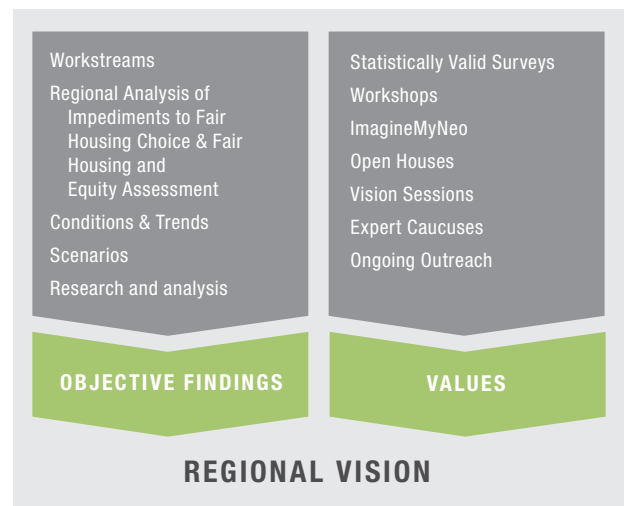 Workstreams
Regional Analysis of
Impediments to Fair
Housing Choice & Fair
Housing and
Equity Assessment
Conditions & Trends
Scenarios
Research and analysis
OBJECTIVE FINDINGS
Statistically Valid Surveys
Workshops
ImagineMyNeo
Open Houses
Vision Sessions
Expert Caucuses
Ongoing Outreach
VALUES
REGIONAL VISION